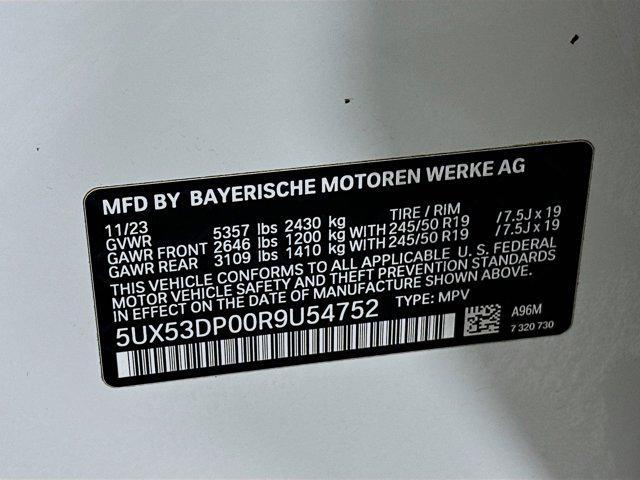 MFD BY BAYERISCHE MOTOREN WERKE AG
11/23 TIRE / RIM
GVWR 5357 lbs 2430 kg
GAWR FRONT 2646 lbs 1200 kg WITH 245/50 R19 /7.5J x 19
GAWR REAR 3109 lbs 1410 kg WITH 245/50 R19 /7.5J x 19
THIS VEHICLE CONFORMS TO ALL APPLICABLE U. S. FEDERAL
MOTOR VEHICLE SAFETY AND THEFT PREVENTION STANDARDS
IN EFFECT ON THE DATE OF MANUFACTURE SHOWN ABOVE.
5UX53DP00R9U54752 TYPE: MPV
A96M
7 320 730